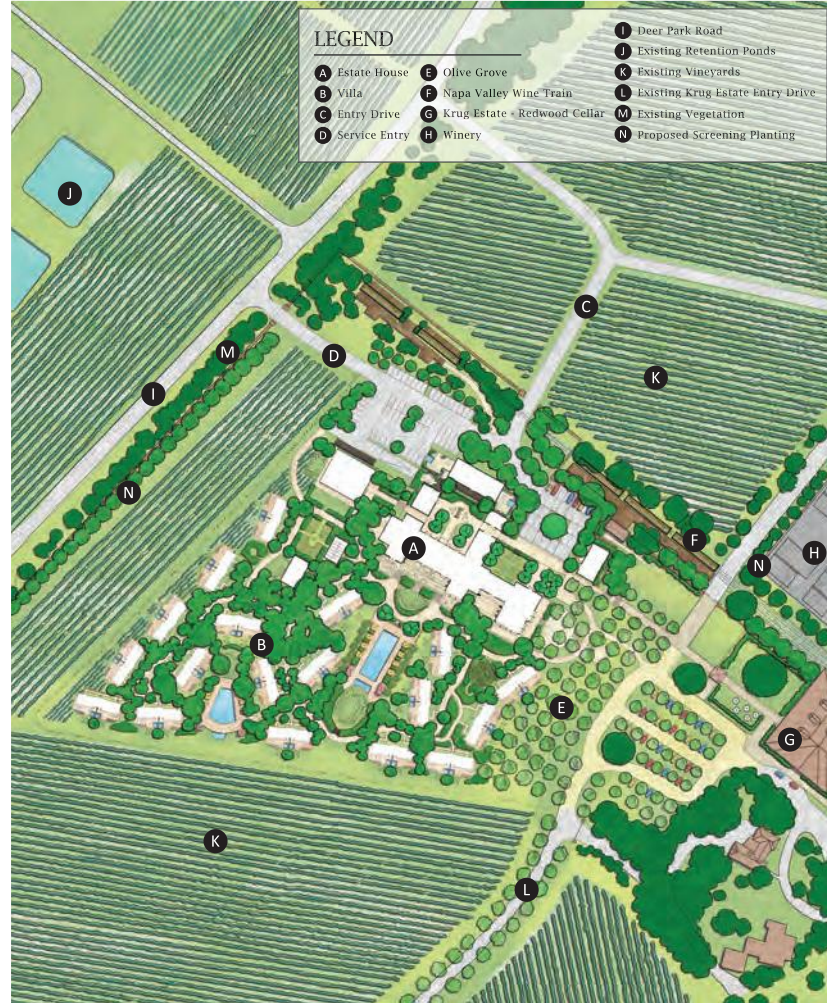 LEGEND
A Estate House
B Villa
C Entry Drive
D Service Entry
E Olive Grove
F Napa Valley Wine Train
G Krug Estate - Redwood Cellar
H Winery
I Deer Park Road
J Existing Retention Ponds
K Existing Vineyards
L Existing Krug Estate Entry Drive
M Existing Vegetation
N Proposed Screening Planting
J
C
M
D
K
I
N
F
A
N
H
B
E
G
K
L